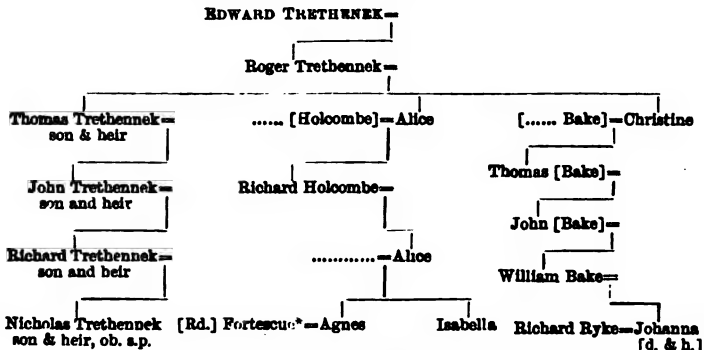 EDWARD TRETHENEK=
Roger Trethennek=
Thomas Trethennek= ...... [Holcombe]=Alice [...... Bake]=Christine
son & heir
Thomas [Bake]=
John Trethennek= Richard Holcombe=
son and heir
John [Bake]=
Richard Trethennek= ............=Alice
son and heir
William Bake=
Nicholas Trethennek [Rd.] Fortescue*=Agnes Isabella Richard Ryke=Johanna
son & heir, ob. s.p. [d. & h.]